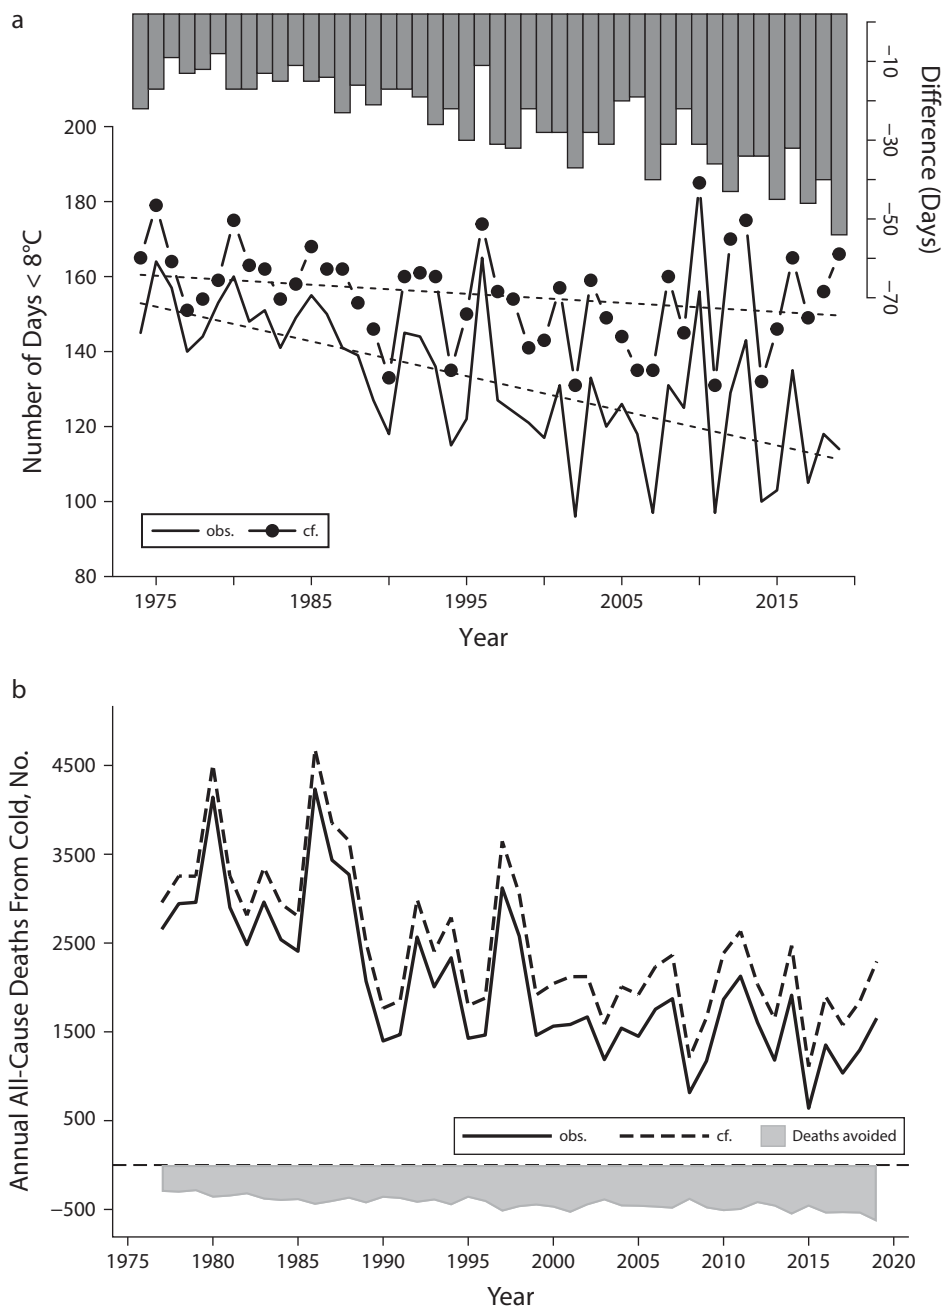 a
−10
−30
−50
−70
Difference (Days)
200
180
160
140
120
100
80
Number of Days < 8°C
obs. cf.
1975 1985 1995 2005 2015
Year
b
4500
3500
2500
1500
500
−500
Annual All-Cause Deaths From Cold, No.
obs. cf. Deaths avoided
1975 1980 1985 1990 1995 2000 2005 2010 2015 2020
Year